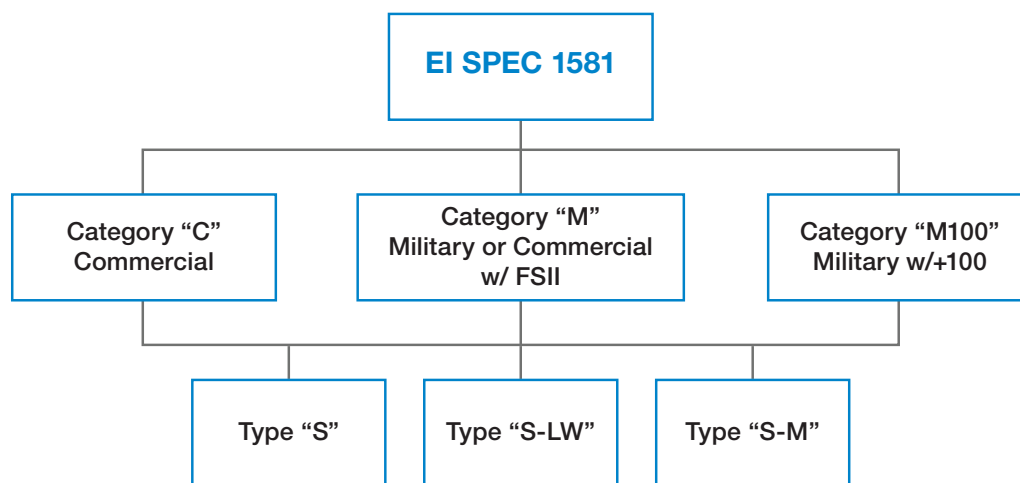 EI SPEC 1581
Category “C”
Commercial
Category “M”
Military or Commercial
w/ FSII
Category “M100”
Military w/+100
Type “S”
Type “S-LW”
Type “S-M”